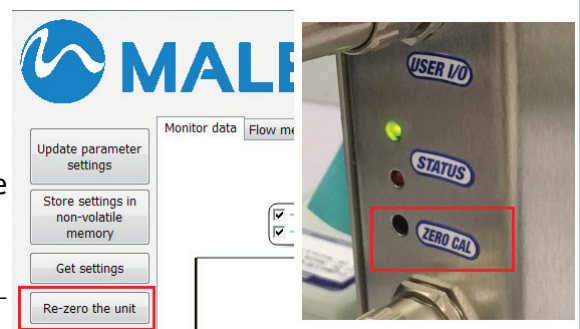 MALE
Monitor data Flow me
Update parameter
settings
Store settings in
non-volatile
memory
Get settings
Re-zero the unit
e
USER I/O
STATUS
ZERO CAL